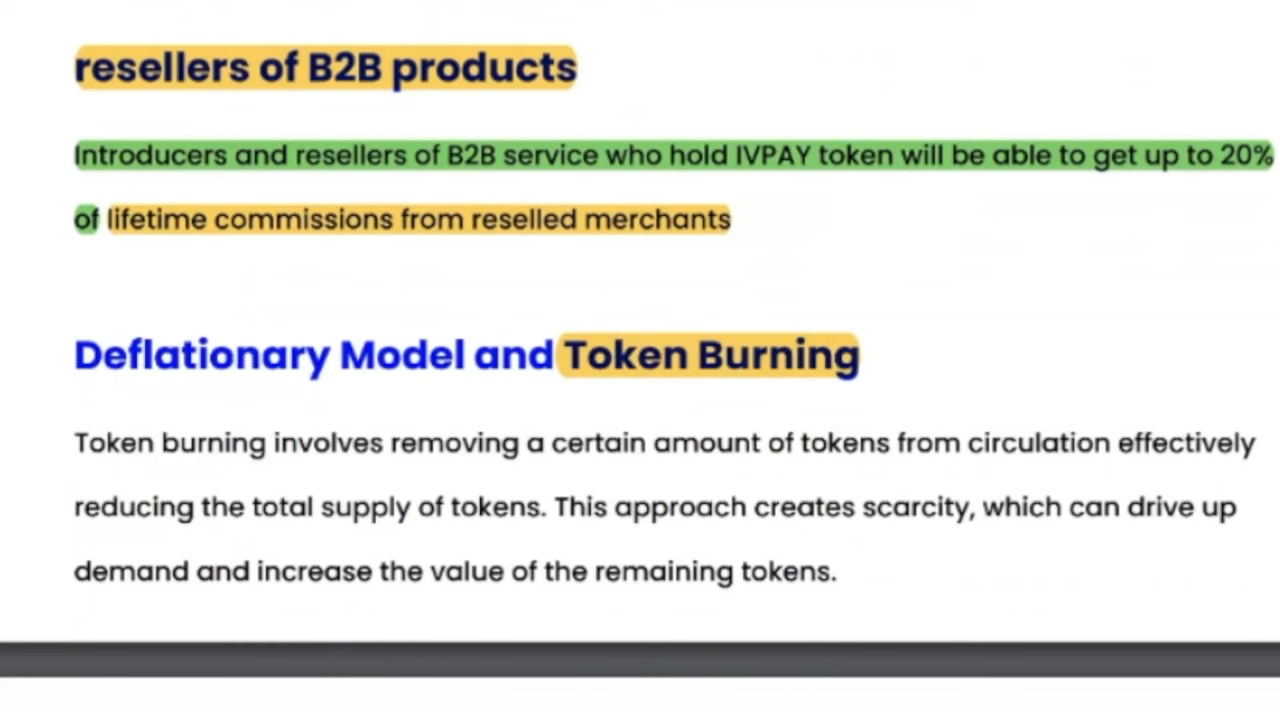 resellers of B2B products
Introducers and resellers of B2B service who hold IVPAY token will be able to get up to 20%
of lifetime commissions from reselled merchants
Deflationary Model and Token Burning
Token burning involves removing a certain amount of tokens from circulation effectively
reducing the total supply of tokens. This approach creates scarcity, which can drive up
demand and increase the value of the remaining tokens.